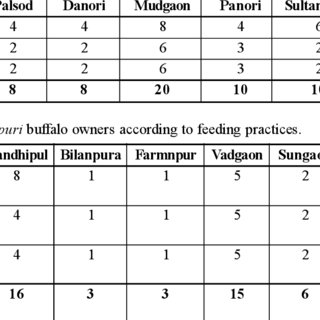 Palsod Danori Mudgaon Panori Sultan
4 4 8 4 6
2 2 6 3 2
2 2 6 3 2
8 8 20 10 10
puri buffalo owners according to feeding practices.
andhipul Bilanpura Farmnpur Vadgaon Sungao
8 1 1 5 2
4 1 1 5 2
4 1 1 5 2
16 3 3 15 6